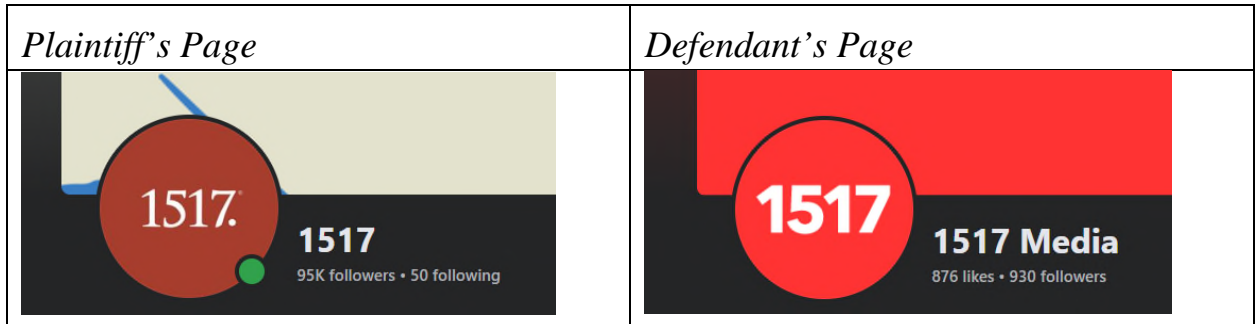 Plaintiff’s Page
Defendant’s Page
1517.®
1517
95K followers • 50 following
1517
1517 Media
876 likes • 930 followers